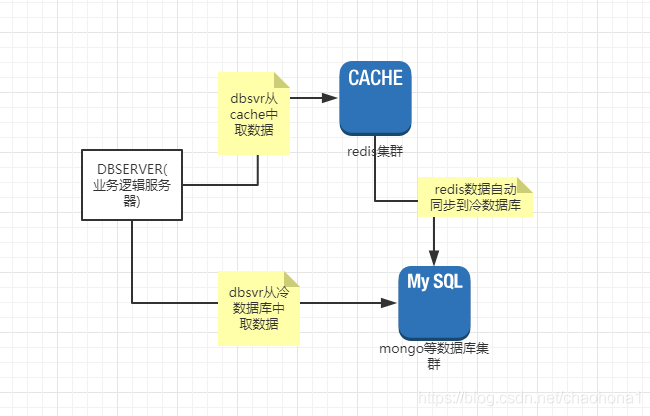 CACHE
dbsvr从
cache中
取数据
redis集群
DBSERVER(
业务逻辑服务
器)
redis数据自动
同步到冷数据库
My SQL
dbsvr从冷
数据库中
取数据
mongo等数据库集
群
https://blog.csdn.net/chaohona1